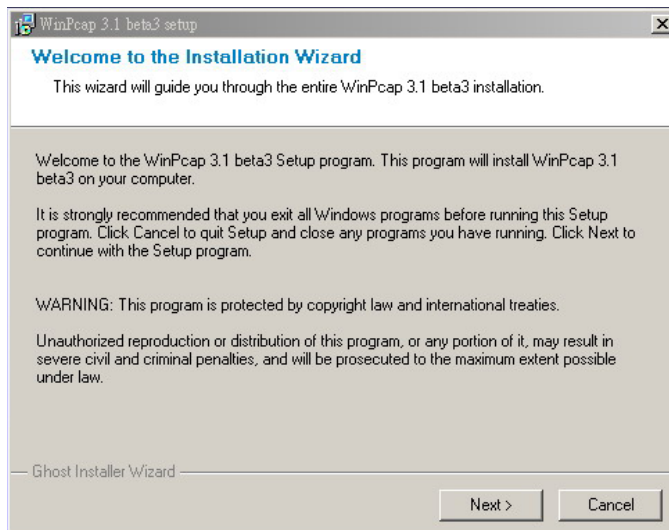 WinPcap 3.1 beta3 setup
Welcome to the Installation Wizard
This wizard will guide you through the entire WinPcap 3.1 beta3 installation.
Welcome to the WinPcap 3.1 beta3 Setup program. This program will install WinPcap 3.1
beta3 on your computer.
It is strongly recommended that you exit all Windows programs before running this Setup
program. Click Cancel to quit Setup and close any programs you have running. Click Next to
continue with the Setup program.
WARNING: This program is protected by copyright law and international treaties.
Unauthorized reproduction or distribution of this program, or any portion of it, may result in
severe civil and criminal penalties, and will be prosecuted to the maximum extent possible
under law.
Ghost Installer Wizard
Next > Cancel